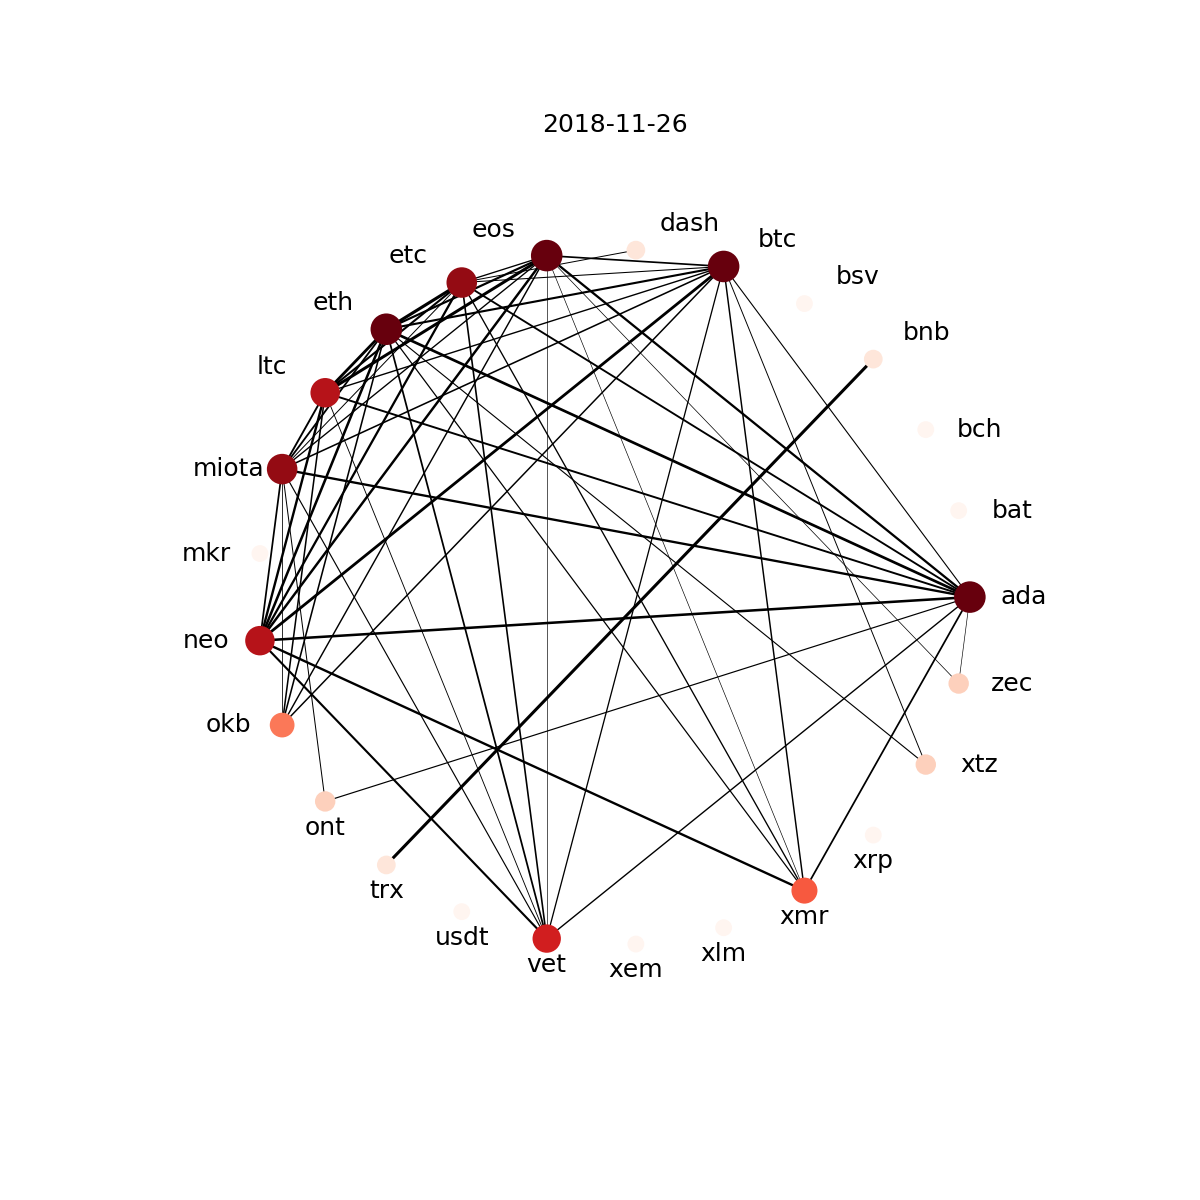 2018-11-26
dash
eos
btc
etc
bsv
eth
bnb
ltc
bch
miota
bat
mkr
ada
neo
zec
okb
xtz
ont
xrp
trx
xmr
usdt
xlm
vet
xem